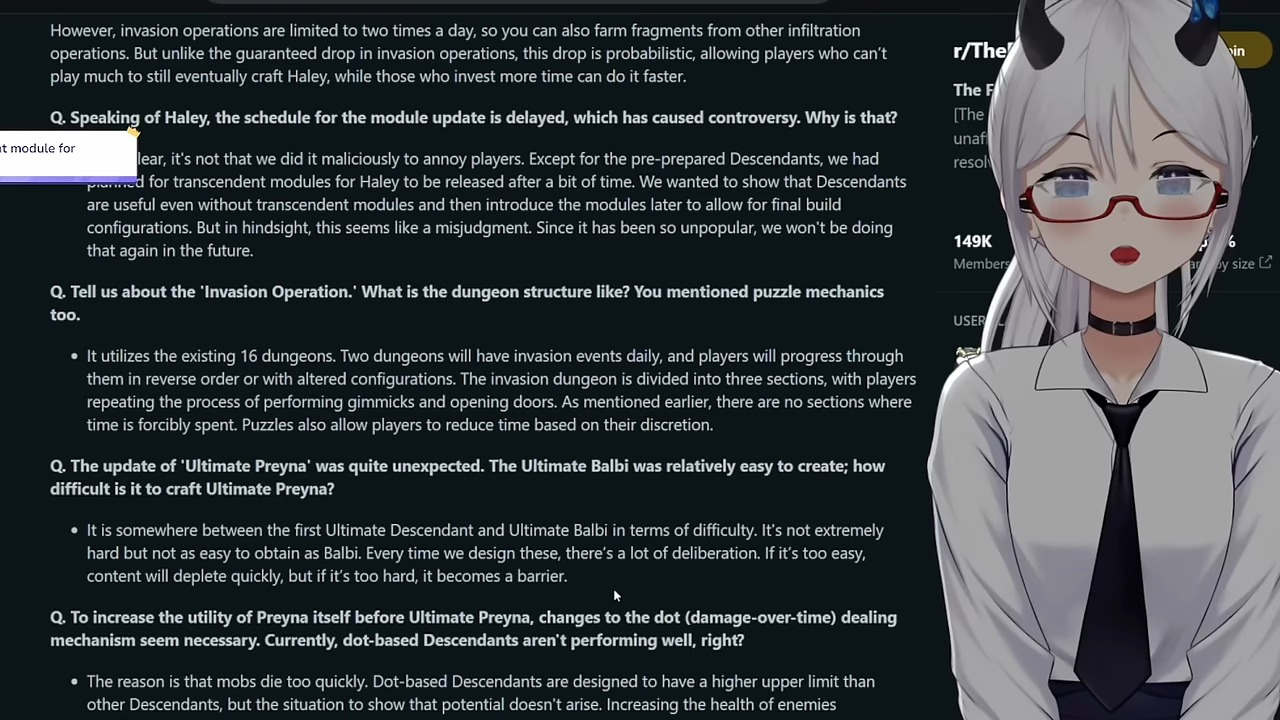 However, invasion operations are limited to two times a day, so you can also farm fragments from other infiltration
operations. But unlike the guaranteed drop in invasion operations, this drop is probabilistic, allowing players who can't
play much to still eventually craft Haley, while those who invest more time can do it faster.
Q. Speaking of Haley, the schedule for the module update is delayed, which has caused controversy. Why is that?
module for
it's not that we did it maliciously to annoy players. Except for the pre-prepared Descendants, we had
planned for transcendent modules for Haley to be released after a bit of time. We wanted to show that Descendants
are useful even without transcendent modules and then introduce the modules later to allow for final build
configurations. But in hindsight, this seems like a misjudgment. Since it has been so unpopular, we won't be doing
that again in the future.
Q. Tell us about the 'Invasion Operation.' What is the dungeon structure like? You mentioned puzzle mechanics
too.
• It utilizes the existing 16 dungeons. Two dungeons will have invasion events daily, and players will progress through
them in reverse order or with altered configurations. The invasion dungeon is divided into three sections, with players
repeating the process of performing gimmicks and opening doors. As mentioned earlier, there are no sections where
time is forcibly spent. Puzzles also allow players to reduce time based on their discretion.
Q. The update of 'Ultimate Preyna' was quite unexpected. The Ultimate Balbi was relatively easy to create; how
difficult is it to craft Ultimate Preyna?
• It is somewhere between the first Ultimate Descendant and Ultimate Balbi in terms of difficulty. It's not extremely
hard but not as easy to obtain as Balbi. Every time we design these, there's a lot of deliberation. If it's too easy,
content will deplete quickly, but if it's too hard, it becomes a barrier.
Q. To increase the utility of Preyna itself before Ultimate Preyna, changes to the dot (damage-over-time) dealing
mechanism seem necessary. Currently, dot-based Descendants aren't performing well, right?
• The reason is that mobs die too quickly. Dot-based Descendants are designed to have a higher upper limit than
other Descendants, but the situation to show that potential doesn't arise. Increasing the health of enemies
The
[The
149K
Members
by size